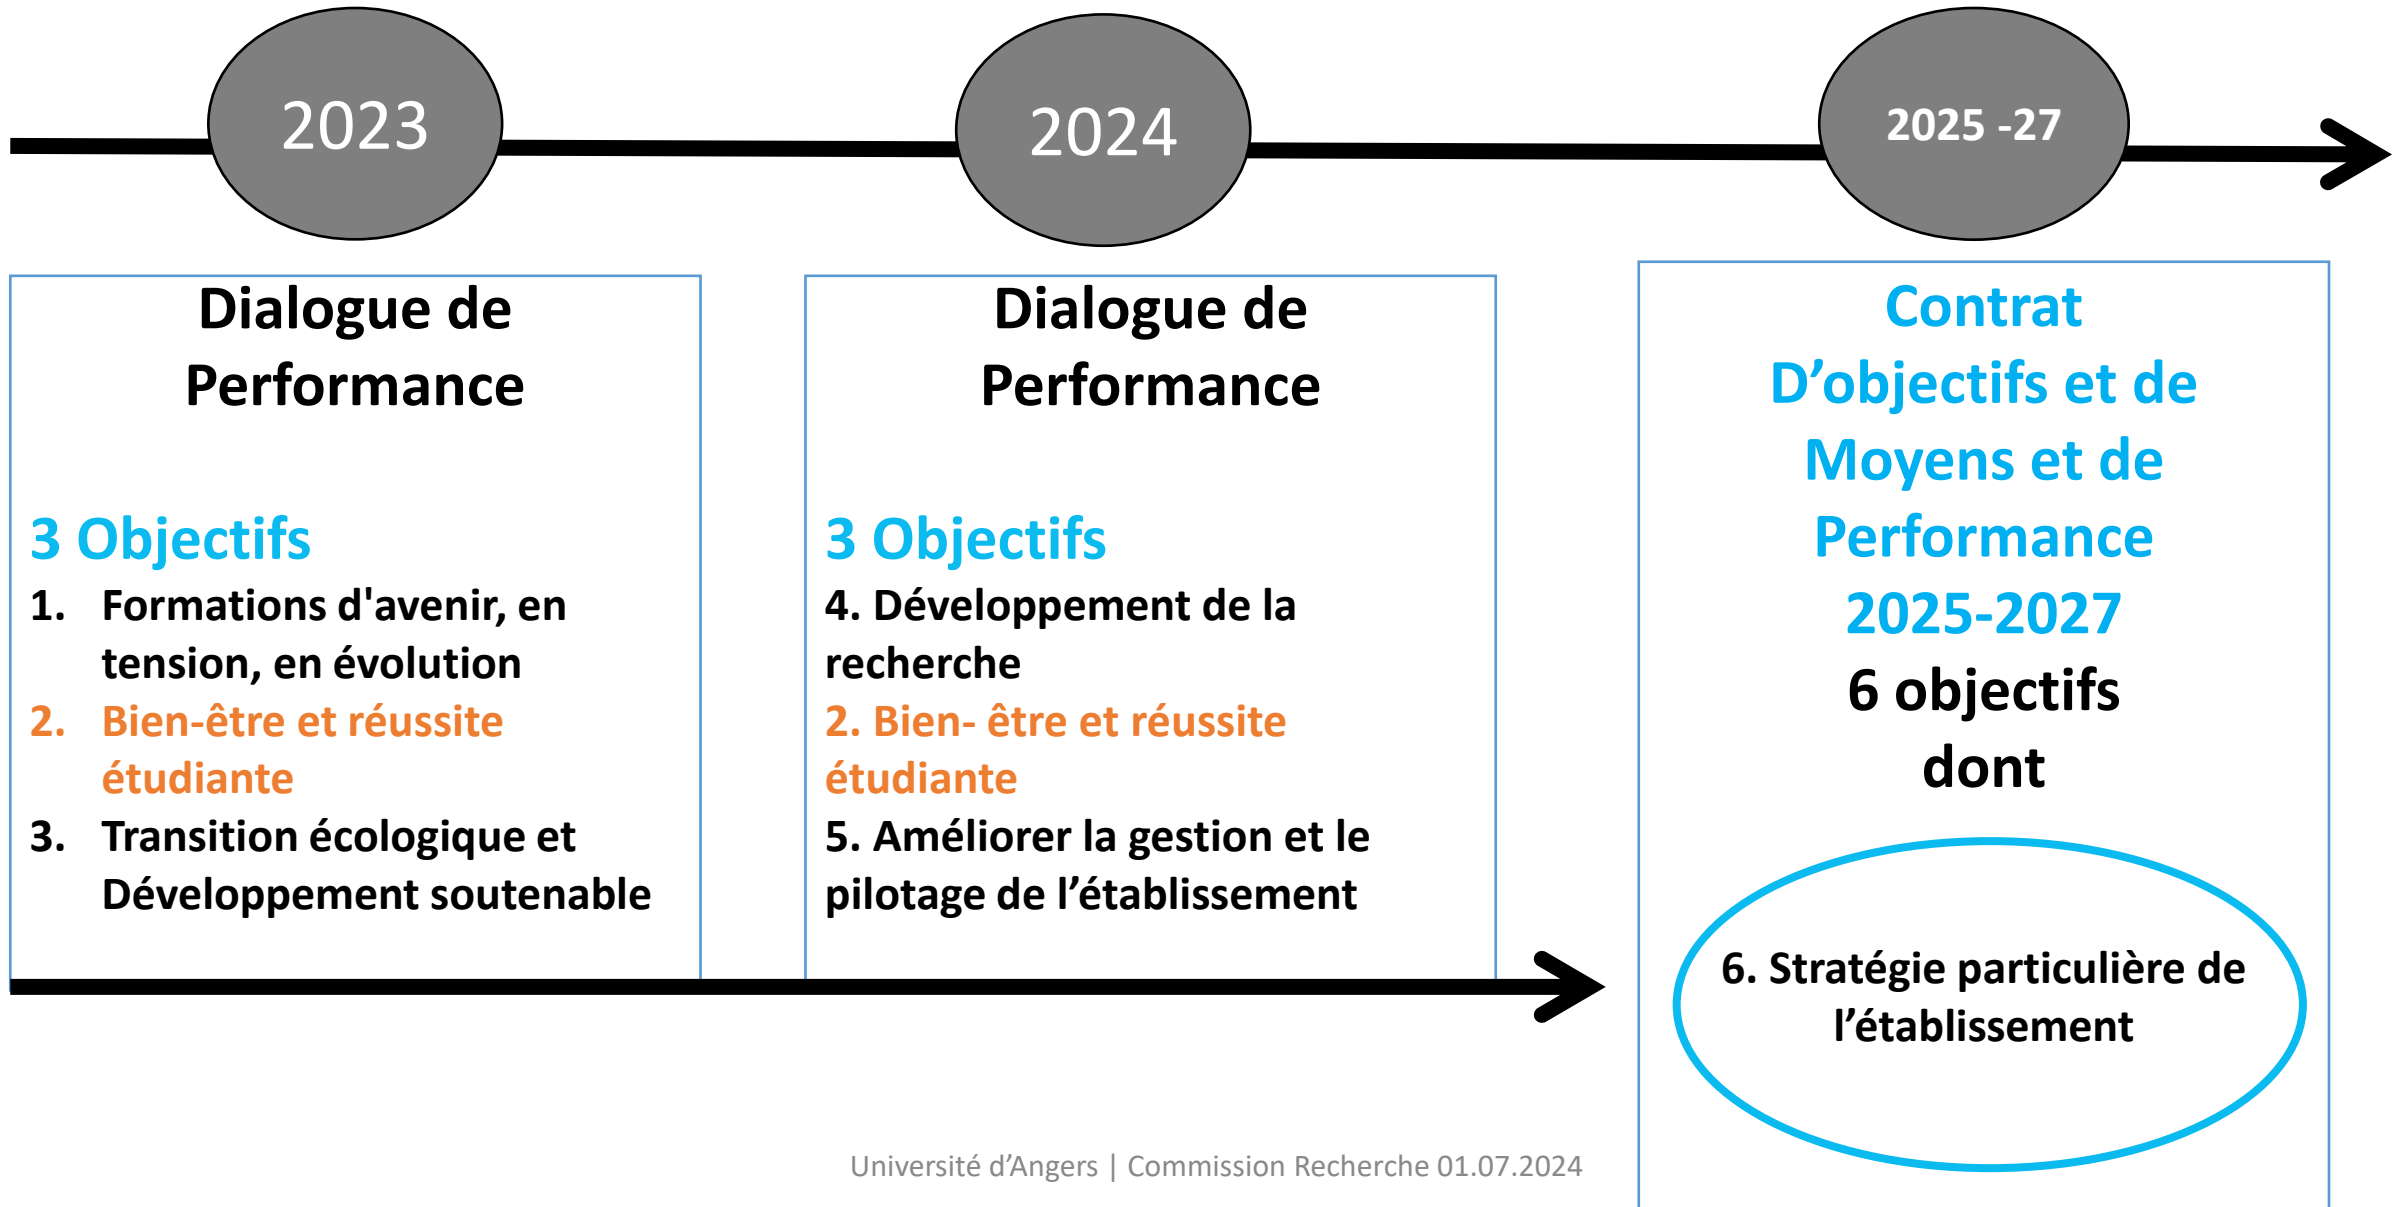 2023
2024
2025 -27
Dialogue de
Performance
3 Objectifs
1. Formations d'avenir, en
tension, en évolution
2. Bien-être et réussite
étudiante
3. Transition écologique et
Développement soutenable
Dialogue de
Performance
3 Objectifs
4. Développement de la
recherche
2. Bien- être et réussite
étudiante
5. Améliorer la gestion et le
pilotage de l’établissement
Contrat
D’objectifs et de
Moyens et de
Performance
2025-2027
6 objectifs
dont
6. Stratégie particulière de
l’établissement
Université d’Angers | Commission Recherche 01.07.2024